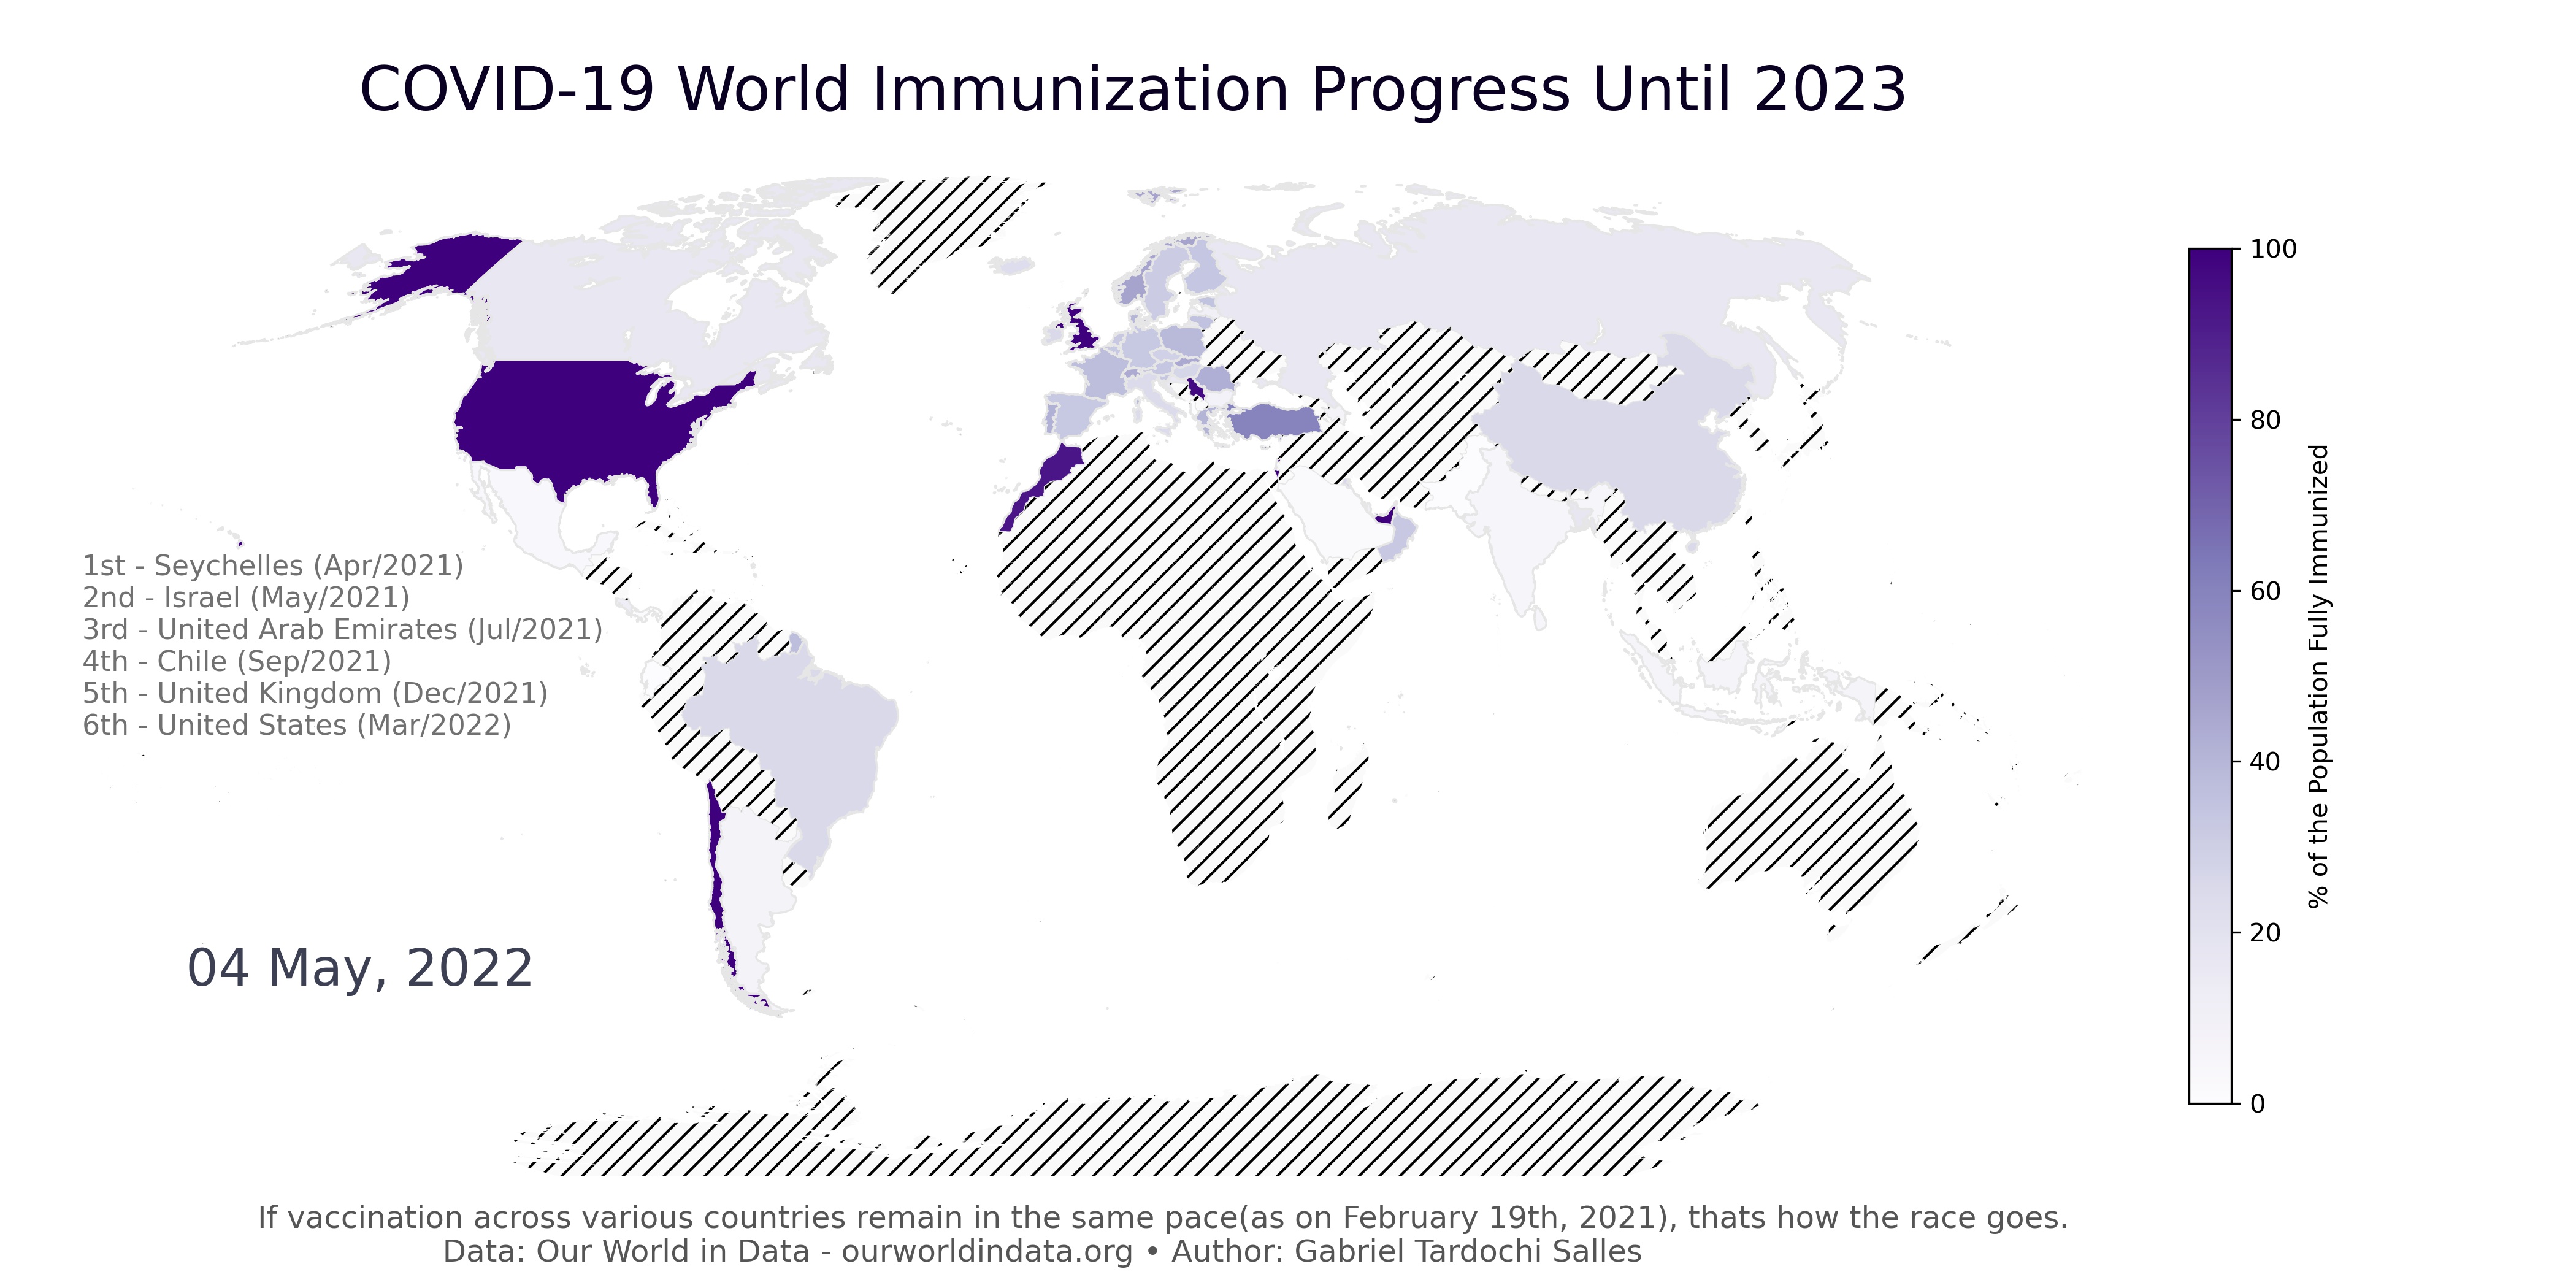 COVID-19 World Immunization Progress Until 2023
1st - Seychelles (Apr/2021)
2nd - Israel (May/2021)
3rd - United Arab Emirates (Jul/2021)
4th - Chile (Sep/2021)
5th - United Kingdom (Dec/2021)
6th - United States (Mar/2022)
04 May, 2022
100
80
60
40
20
0
% of the Population Fully Immunized
If vaccination across various countries remain in the same pace(as on February 19th, 2021), thats how the race goes.
Data: Our World in Data - ourworldindata.org • Author: Gabriel Tardochi Salles